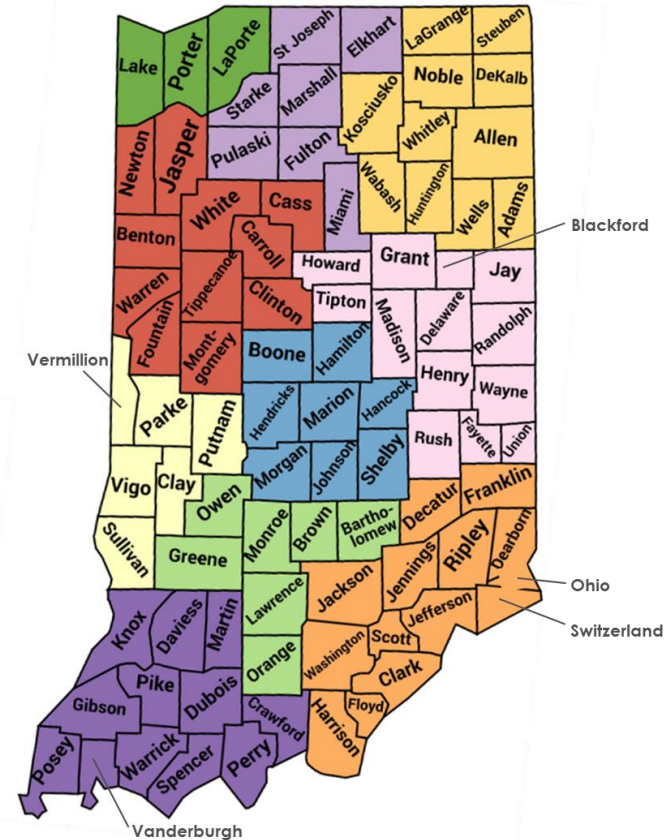 Lake
Porter
LaPorte
St Joseph
Elkhart
LaGrange
Steuben
Noble
DeKalb
Starke
Marshall
Kosciusko
Whitley
Allen
Newton
Jasper
Pulaski
Fulton
Miami
Wabash
Huntington
Wells
Adams
White
Cass
Blackford
Benton
Carroll
Howard
Grant
Jay
Warren
Tippecanoe
Clinton
Tipton
Madison
Delaware
Randolph
Fountain
Mont-
gomery
Boone
Hamilton
Vermillion
Henry
Wayne
Parke
Putnam
Hendricks
Marion
Hancock
Rush
Fayette
Union
Vigo
Clay
Owen
Morgan
Johnson
Shelby
Decatur
Franklin
Sullivan
Greene
Monroe
Brown
Bartho-
lomew
Jennings
Ripley
Dearborn
Ohio
Knox
Daviess
Martin
Lawrence
Jackson
Jefferson
Switzerland
Orange
Washington
Scott
Clark
Pike
Dubois
Gibson
Crawford
Harrison
Floyd
Posey
Warrick
Spencer
Perry
Vanderburgh